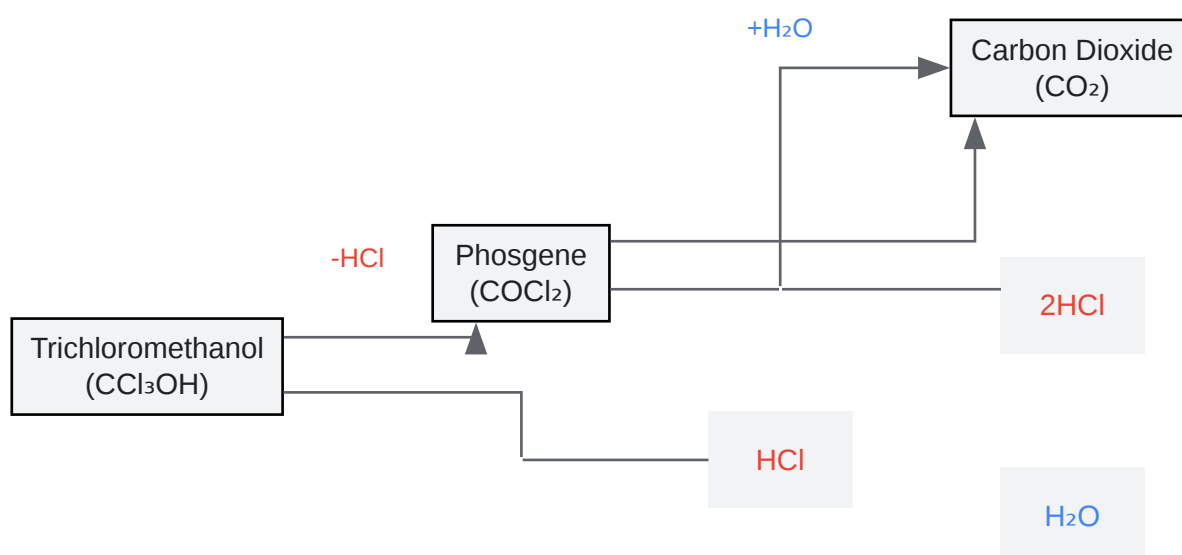 +H₂O
Carbon Dioxide
(CO₂)
-HCl
Phosgene
(COCl₂)
2HCl
Trichloromethanol
(CCl₃OH)
HCl
H₂O